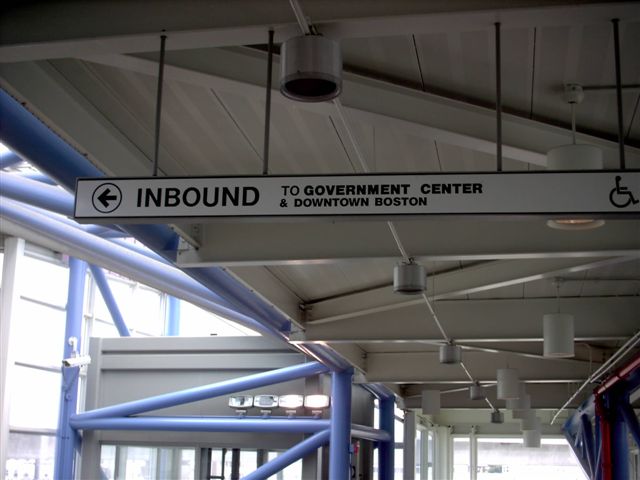 INBOUND TO GOVERNMENT CENTER
& DOWNTOWN BOSTON